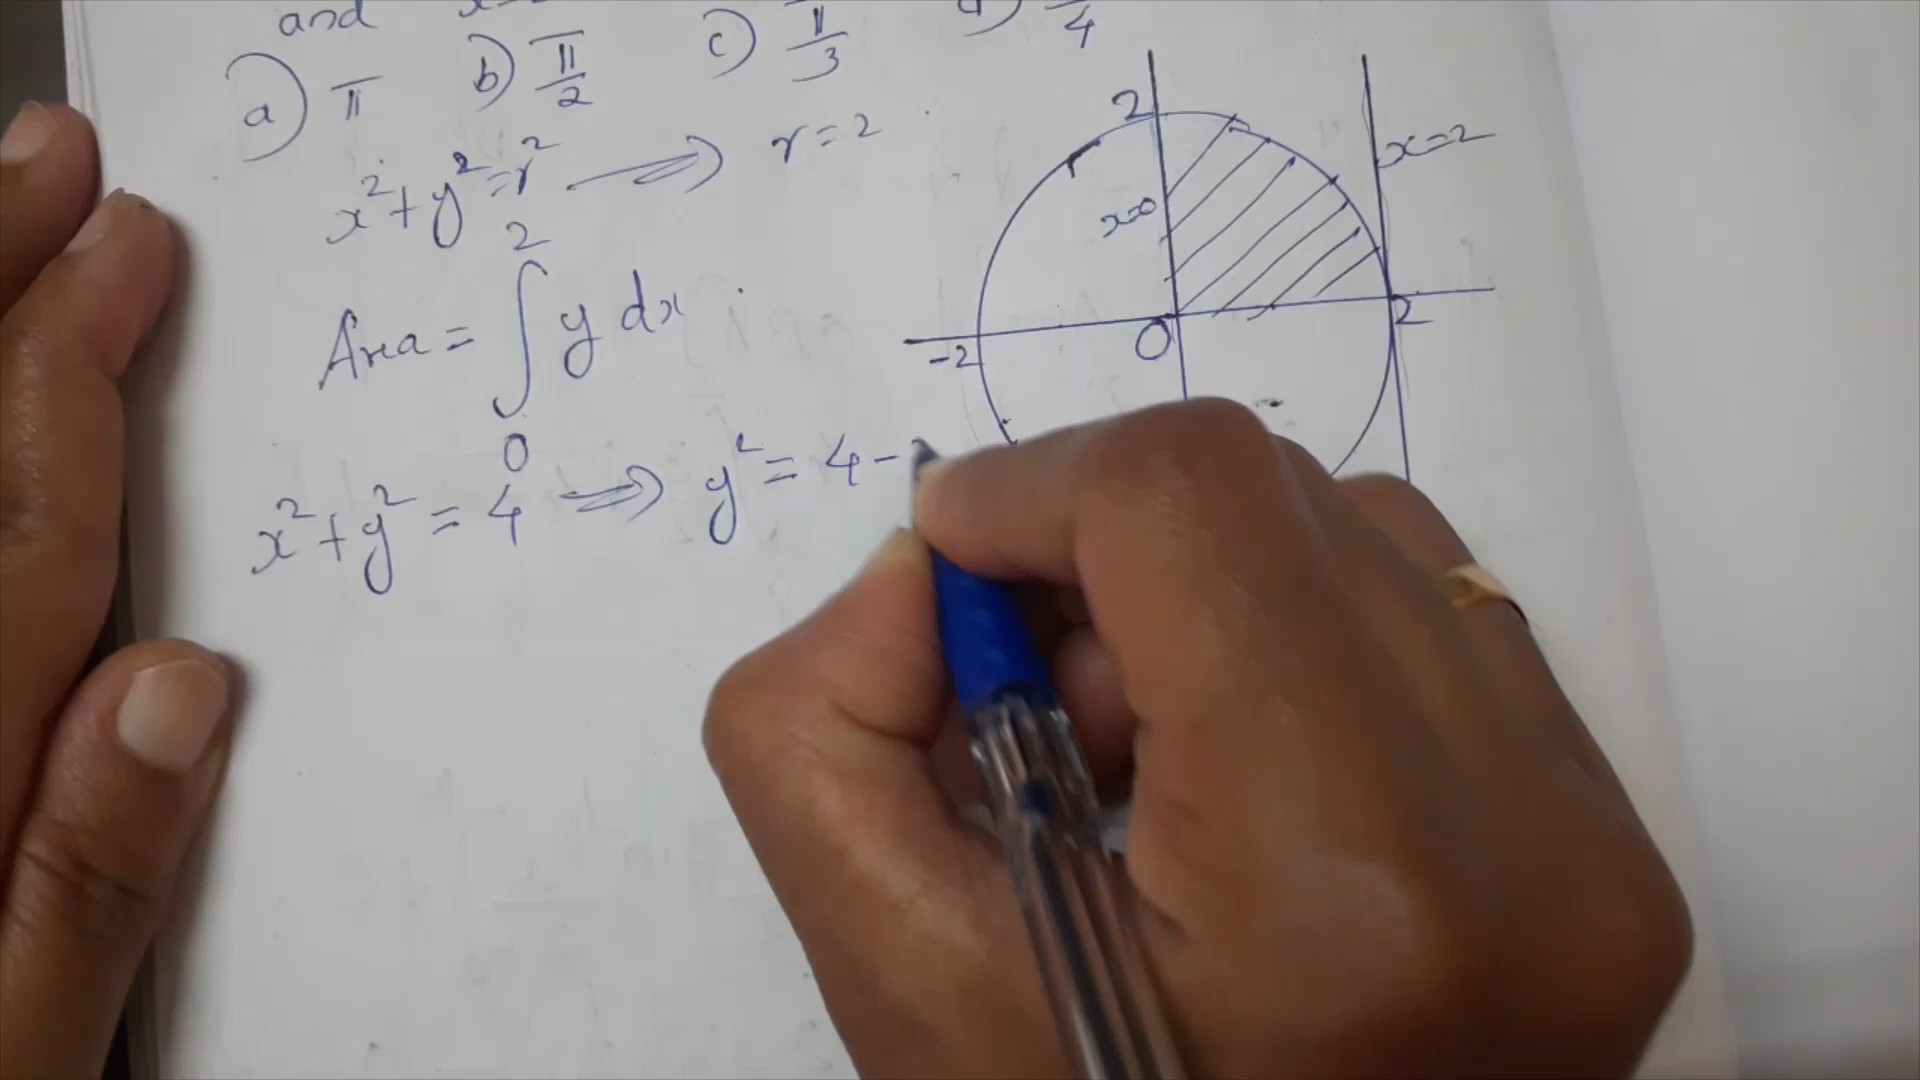 and
a) π b) π/2 c) π/3 d) /4
x²+y²=r² ⟹ r=2
Area = ∫₀² y dx
x²+y² = 4 ⟹ y² = 4-
2
x=0
x=2
-2
0
2